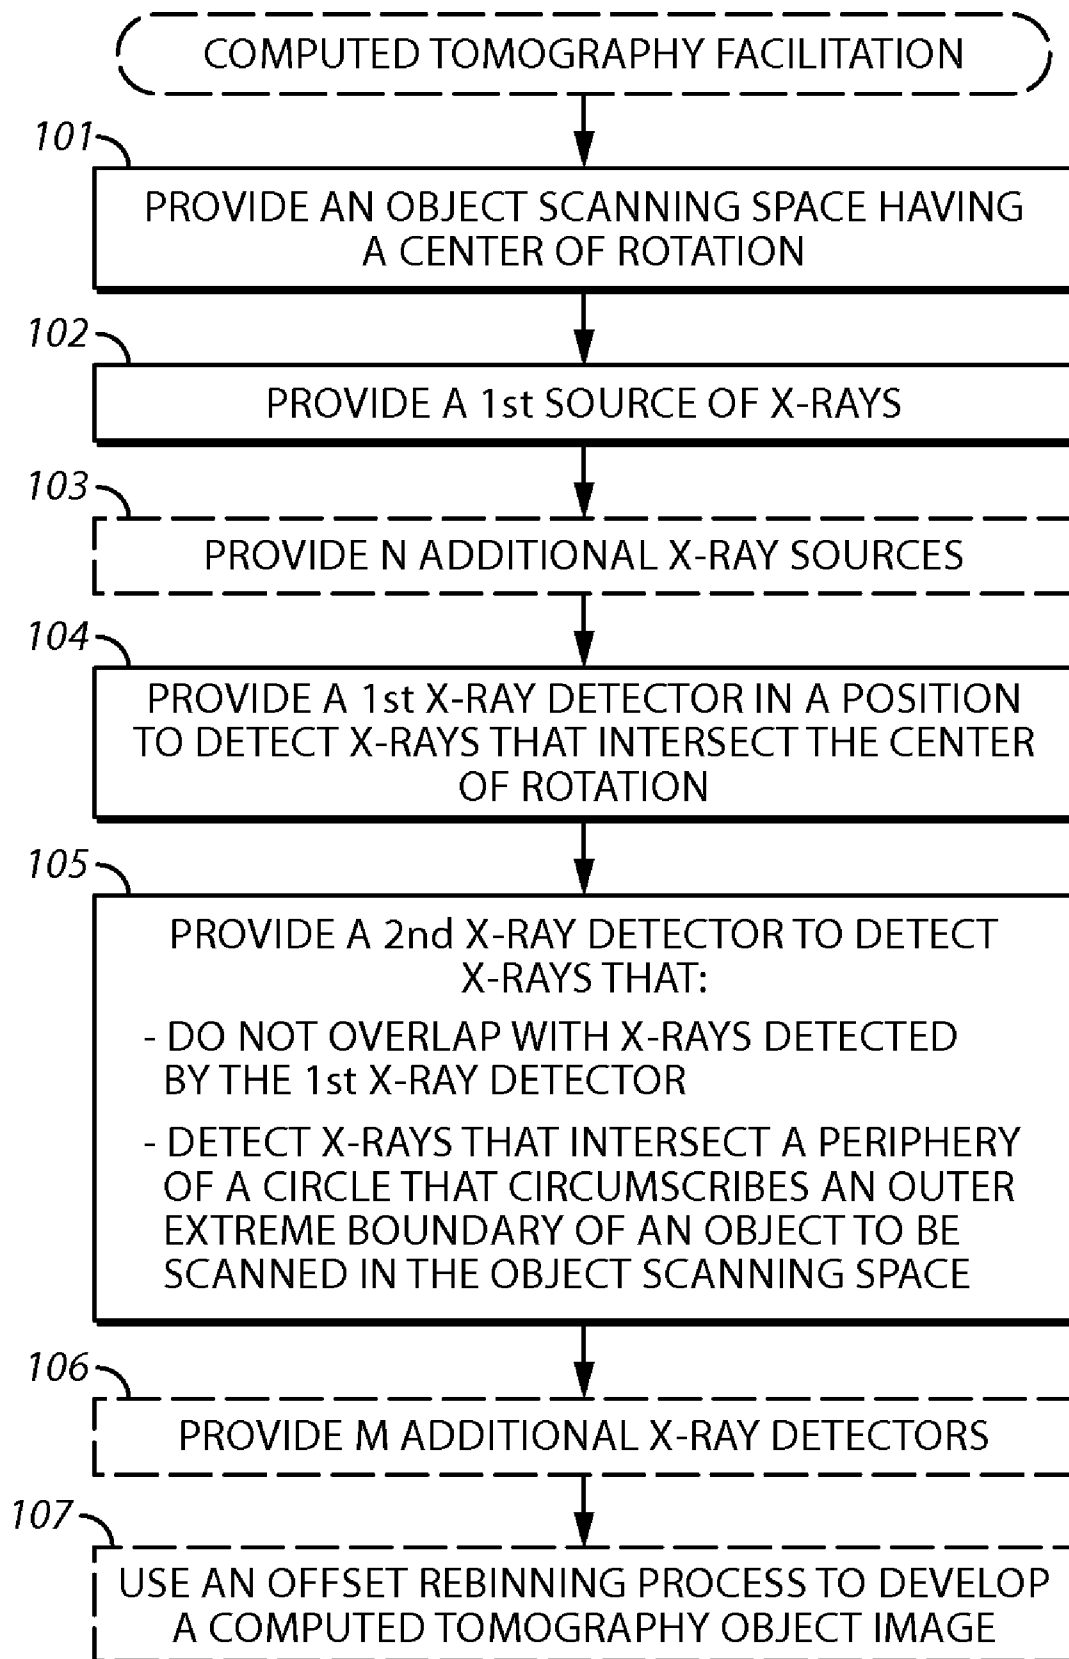 COMPUTED TOMOGRAPHY FACILITATION
101
PROVIDE AN OBJECT SCANNING SPACE HAVING
A CENTER OF ROTATION
102
PROVIDE A 1st SOURCE OF X-RAYS
103
PROVIDE N ADDITIONAL X-RAY SOURCES
104
PROVIDE A 1st X-RAY DETECTOR IN A POSITION
TO DETECT X-RAYS THAT INTERSECT THE CENTER
OF ROTATION
105
PROVIDE A 2nd X-RAY DETECTOR TO DETECT
X-RAYS THAT:
- DO NOT OVERLAP WITH X-RAYS DETECTED
BY THE 1st X-RAY DETECTOR
- DETECT X-RAYS THAT INTERSECT A PERIPHERY
OF A CIRCLE THAT CIRCUMSCRIBES AN OUTER
EXTREME BOUNDARY OF AN OBJECT TO BE
SCANNED IN THE OBJECT SCANNING SPACE
106
PROVIDE M ADDITIONAL X-RAY DETECTORS
107
USE AN OFFSET REBINNING PROCESS TO DEVELOP
A COMPUTED TOMOGRAPHY OBJECT IMAGE